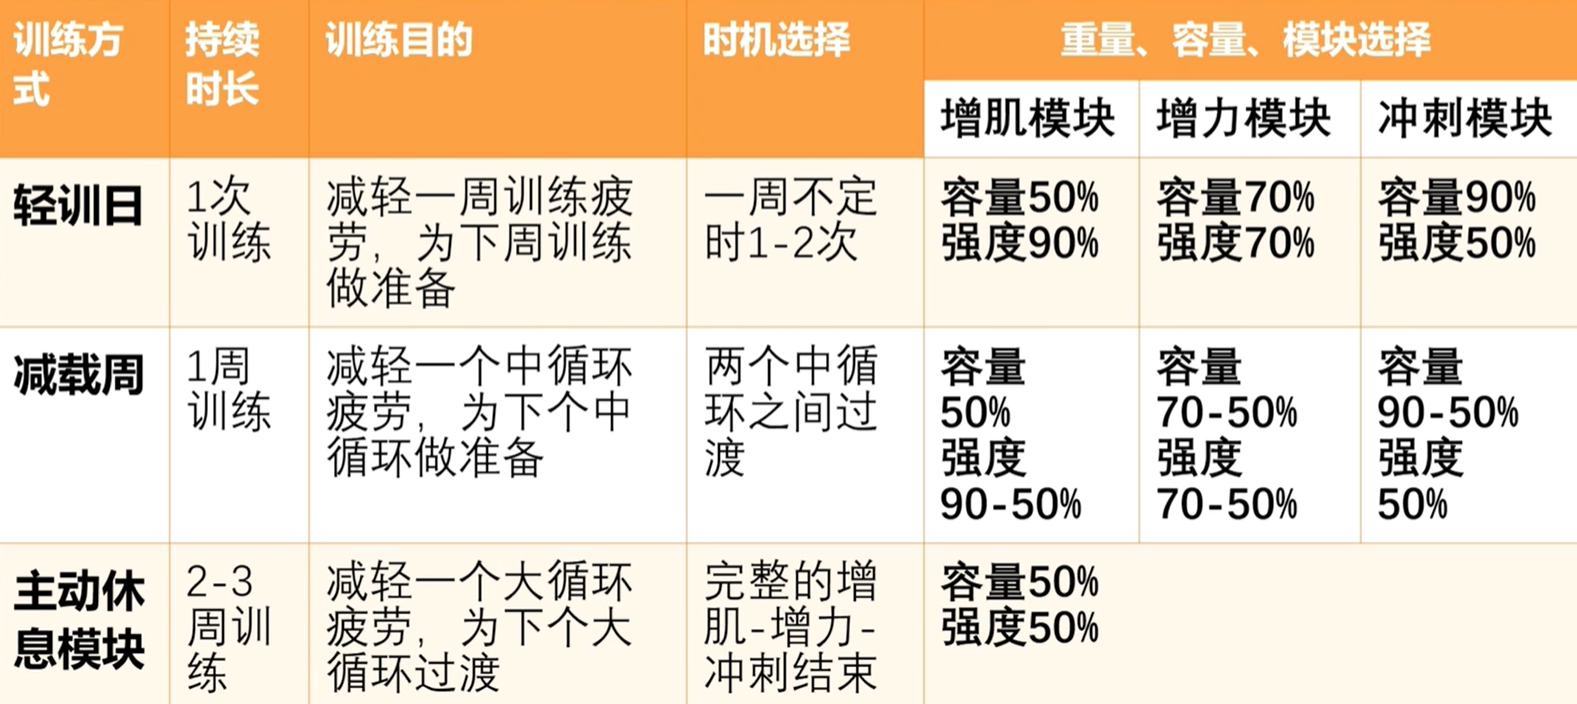 训练方
式
持续
时长
训练目的
时机选择
重量、容量、模块选择
增肌模块
增力模块
冲刺模块
轻训日
1次
训练
减轻一周训练疲
劳，为下周训练
做准备
一周不定
时1-2次
容量50%
强度90%
容量70%
强度70%
容量90%
强度50%
减载周
1周
训练
减轻一个中循环
疲劳，为下个中
循环做准备
两个中循
环之间过
渡
容量
50%
强度
90-50%
容量
70-50%
强度
70-50%
容量
90-50%
强度
50%
主动休
息模块
2-3
周训
练
减轻一个大循环
疲劳，为下个大
循环过渡
完整的增
肌-增力-
冲刺结束
容量50%
强度50%